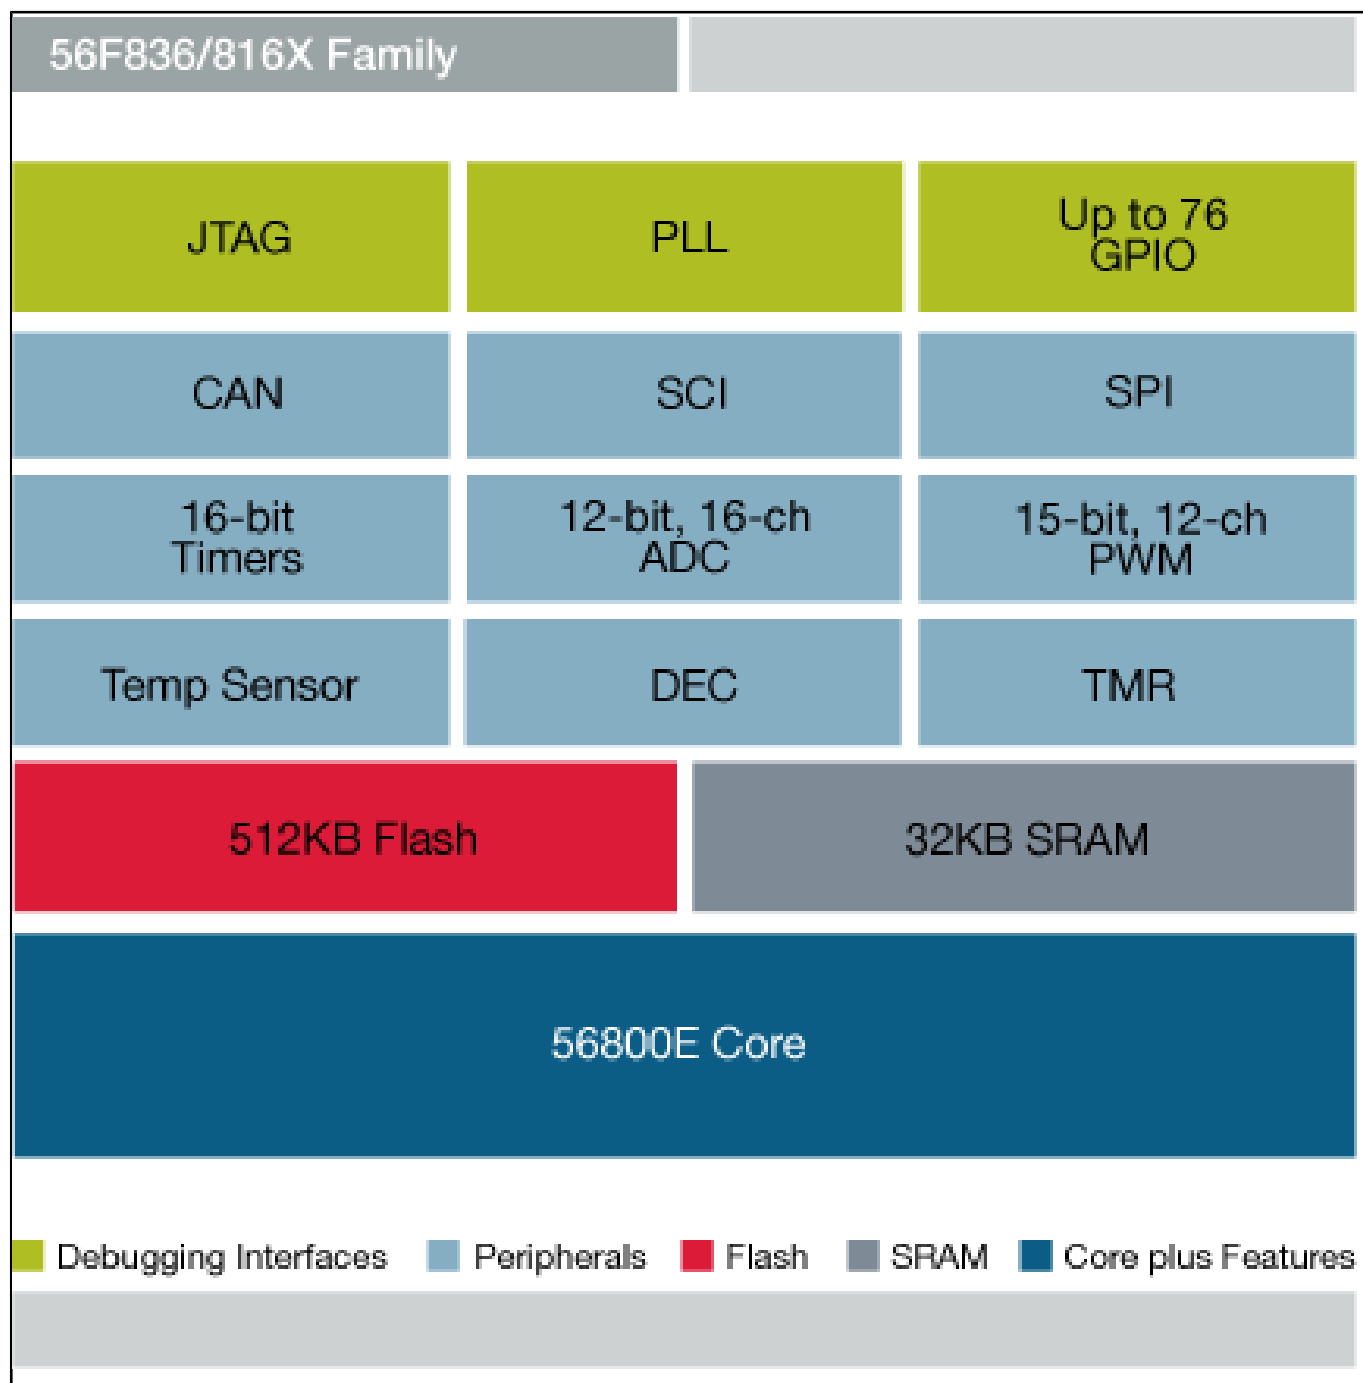 56F836/816X Family
JTAG
PLL
Up to 76
GPIO
CAN
SCI
SPI
16-bit
Timers
12-bit, 16-ch
ADC
15-bit, 12-ch
PWM
Temp Sensor
DEC
TMR
512KB Flash
32KB SRAM
56800E Core
Debugging Interfaces
Peripherals
Flash
SRAM
Core plus Features